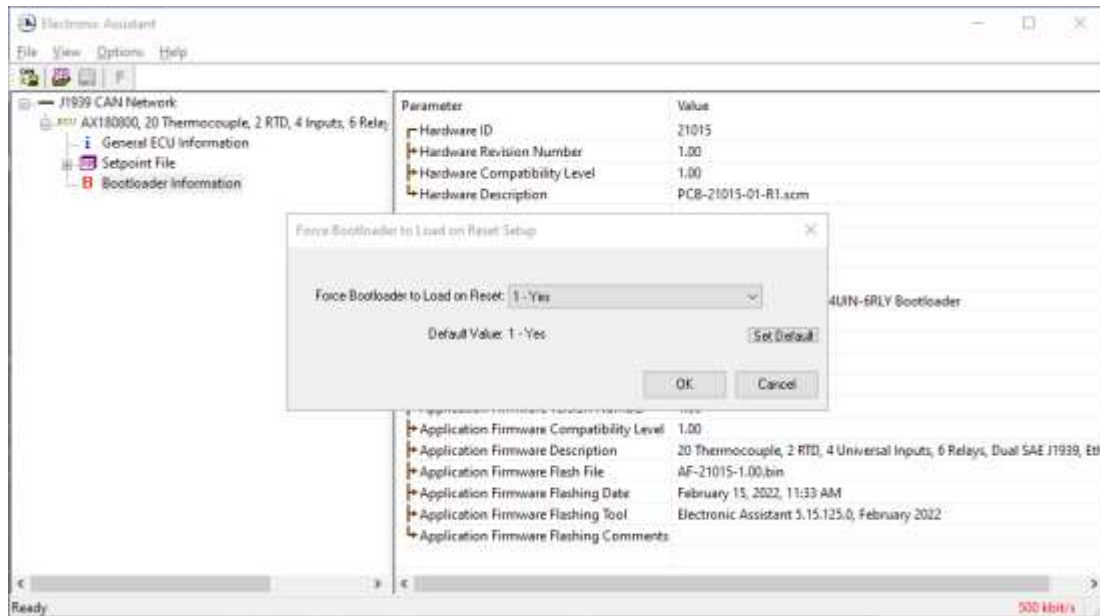 Electronic Assistant
File View Options Help
F
J1939 CAN Network
ECU AX180800, 20 Thermocouple, 2 RTD, 4 Inputs, 6 Relay
i General ECU Information
Setpoint File
B Bootloader Information
Parameter Value
Hardware ID 21015
Hardware Revision Number 1.00
Hardware Compatibility Level 1.00
Hardware Description PCB-21015-01-R1.scm
Force Bootloader to Load on Reset Setup
Force Bootloader to Load on Reset: 1 - Yes
4UIN-6RLY Bootloader
Default Value: 1 - Yes
Set Default
OK Cancel
Application Firmware Compatibility Level 1.00
Application Firmware Description 20 Thermocouple, 2 RTD, 4 Universal Inputs, 6 Relays, Dual SAE J1939, Eth
Application Firmware Flash File AF-21015-1.00.bin
Application Firmware Flashing Date February 15, 2022, 11:33 AM
Application Firmware Flashing Tool Electronic Assistant 5.15.125.0, February 2022
Application Firmware Flashing Comments
Ready 500 kbit/s